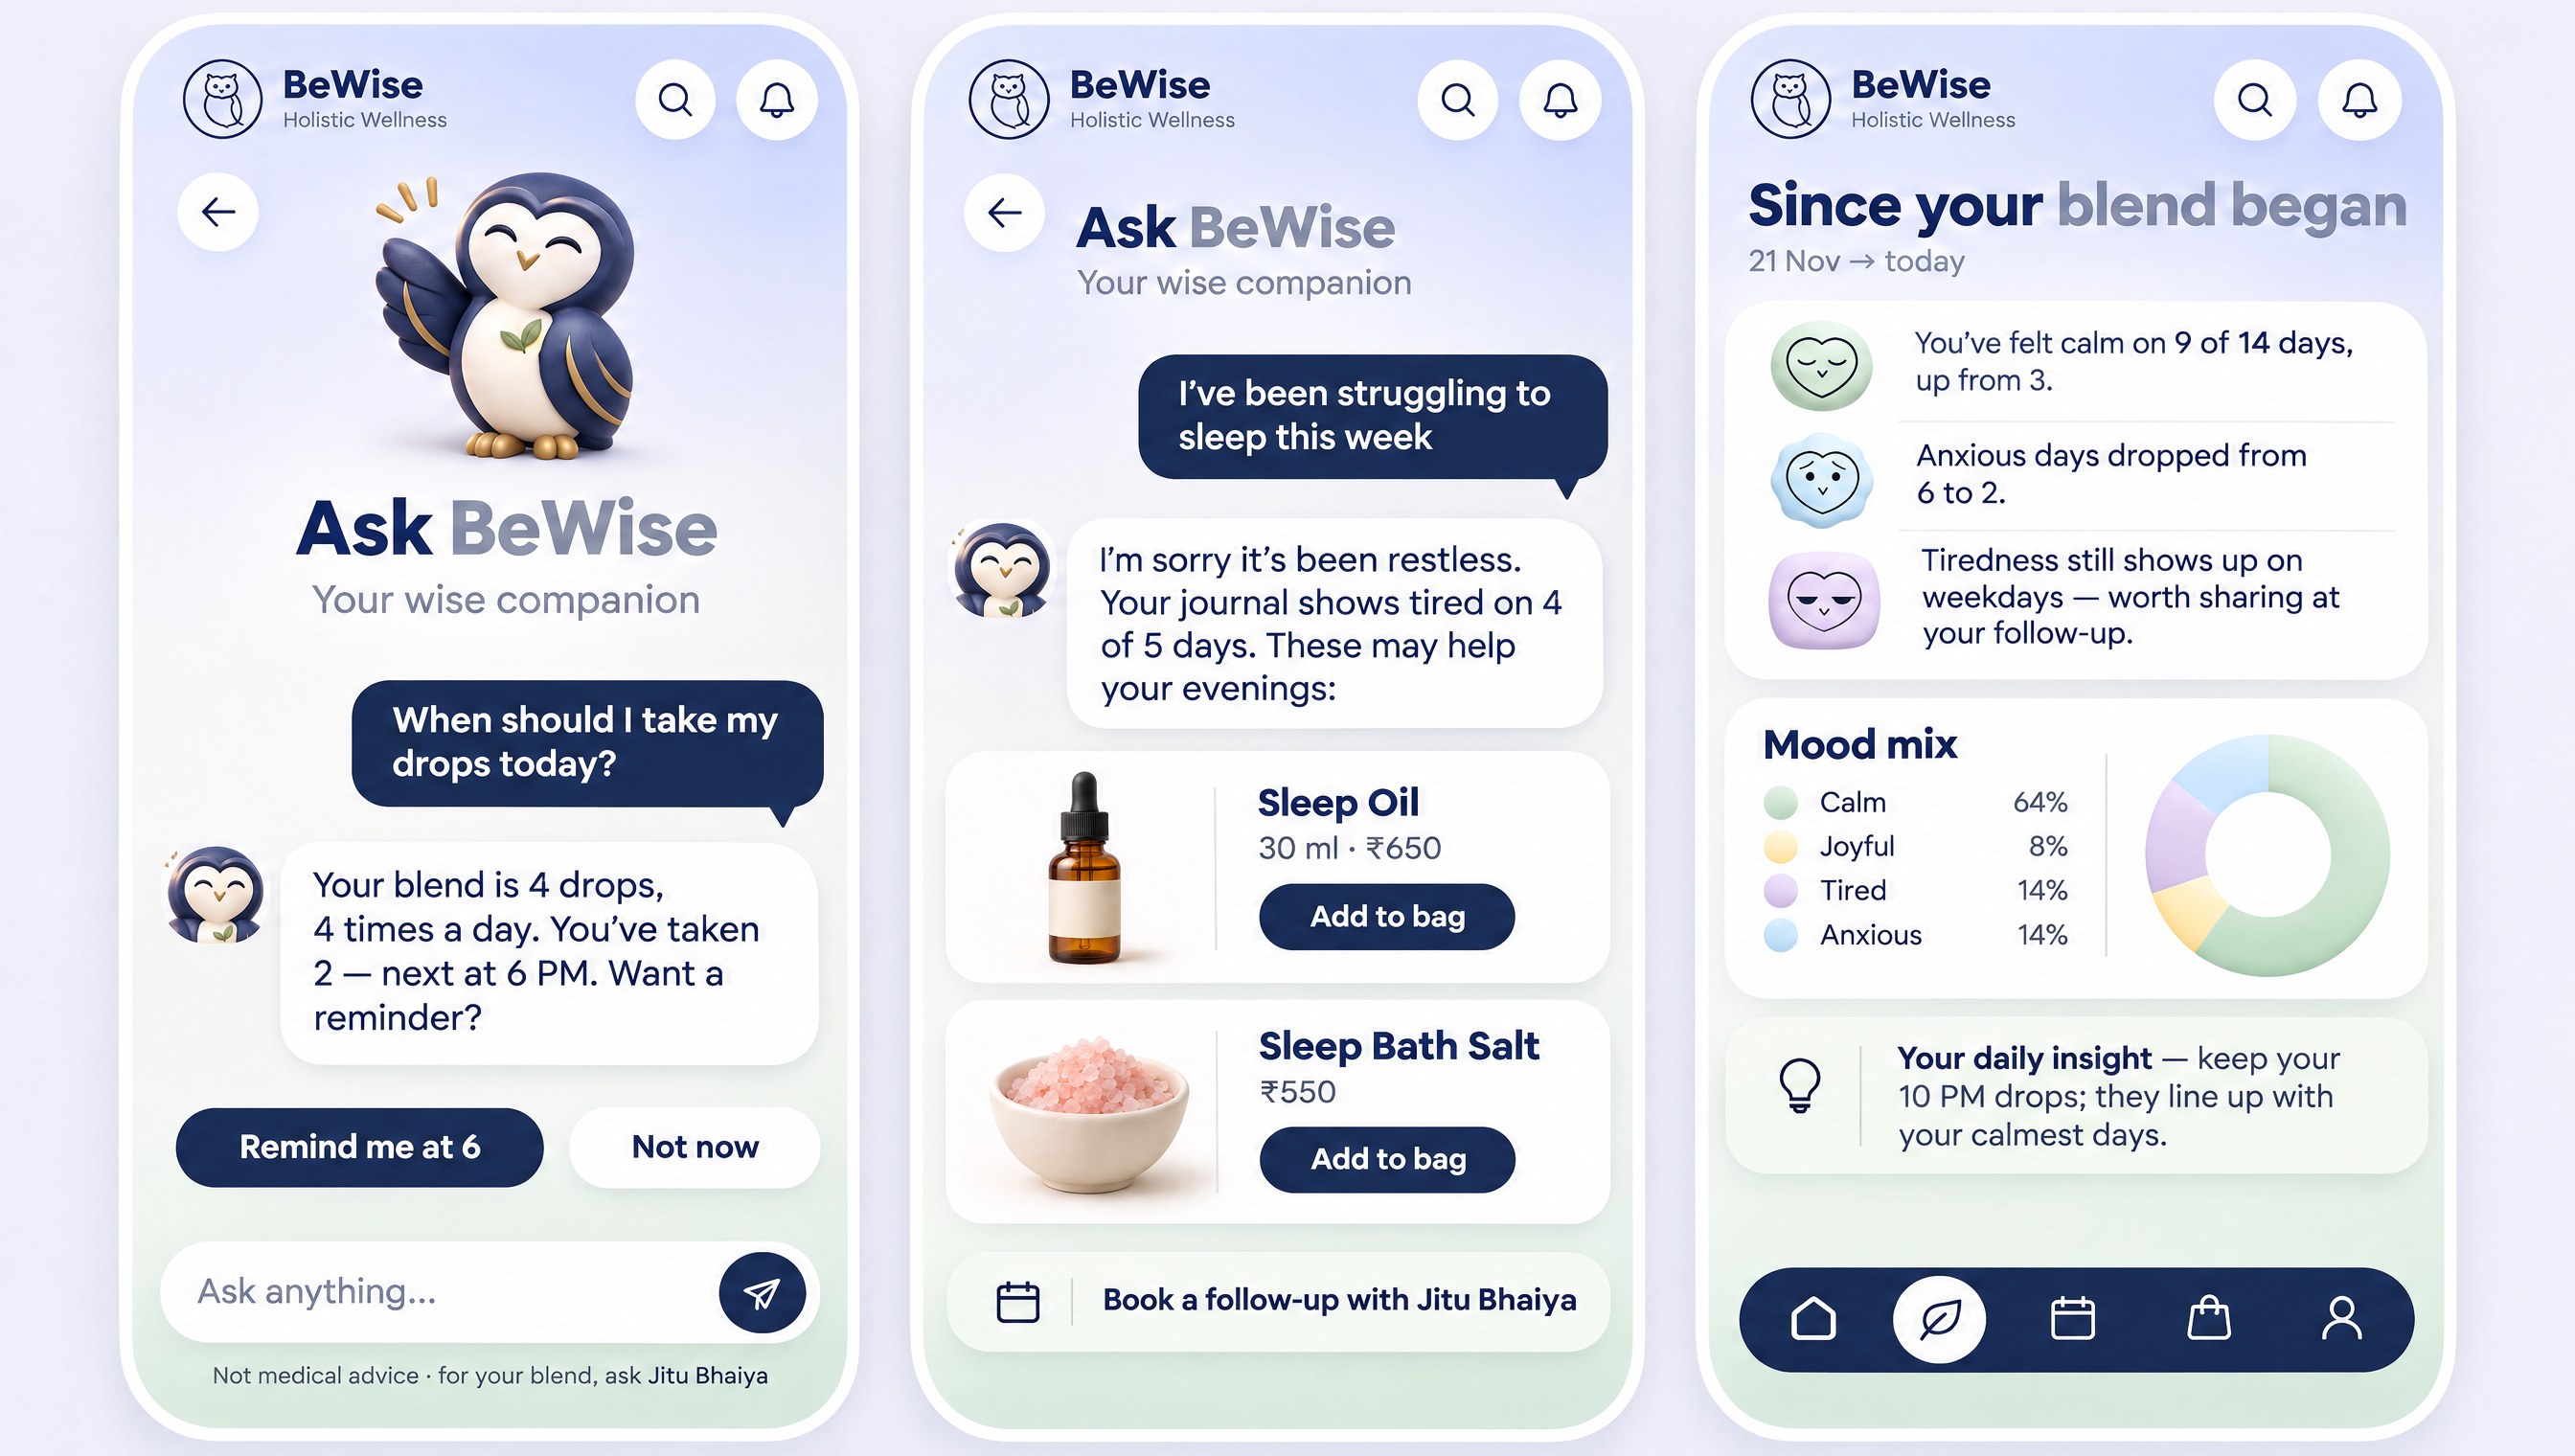 BeWise
Holistic Wellness
Ask BeWise
Your wise companion
When should I take my
drops today?
Your blend is 4 drops,
4 times a day. You’ve taken
2 — next at 6 PM. Want a
reminder?
Remind me at 6
Not now
Ask anything...
Not medical advice · for your blend, ask Jitu Bhaiya
BeWise
Holistic Wellness
Ask BeWise
Your wise companion
I’ve been struggling to
sleep this week
I’m sorry it’s been restless.
Your journal shows tired on 4
of 5 days. These may help
your evenings:
Sleep Oil
30 ml · ₹650
Add to bag
Sleep Bath Salt
₹550
Add to bag
Book a follow-up with Jitu Bhaiya
BeWise
Holistic Wellness
Since your blend began
21 Nov → today
You’ve felt calm on 9 of 14 days,
up from 3.
Anxious days dropped from
6 to 2.
Tiredness still shows up on
weekdays — worth sharing at
your follow-up.
Mood mix
Calm 64%
Joyful 8%
Tired 14%
Anxious 14%
Your daily insight — keep your
10 PM drops; they line up with
your calmest days.